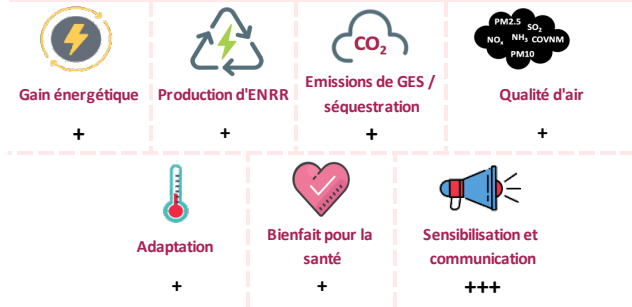 CO₂
PM2.5
SO₂
NOₓ NH₃ COVNM
PM10
Gain énergétique
Production d'ENRR
Emissions de GES /
séquestration
Qualité d'air
+
+
+
+
Adaptation
Bienfait pour la
santé
Sensibilisation et
communication
+
+
+++